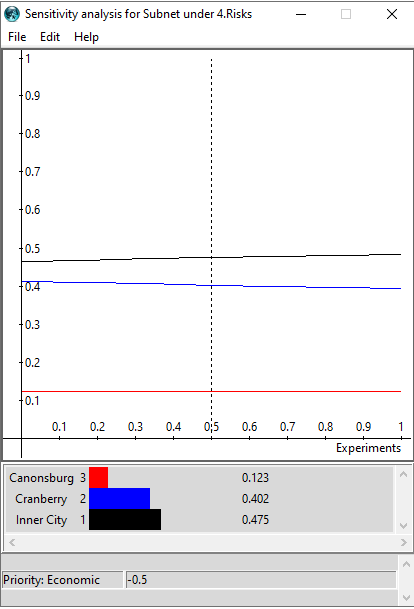 Sensitivity analysis for Subnet under 4.Risks
File Edit Help
1
0.9
0.8
0.7
0.6
0.5
0.4
0.3
0.2
0.1
0.1 0.2 0.3 0.4 0.5 0.6 0.7 0.8 0.9 1
Experiments
Canonsburg 3 0.123
Cranberry 2 0.402
Inner City 1 0.475
Priority: Economic -0.5